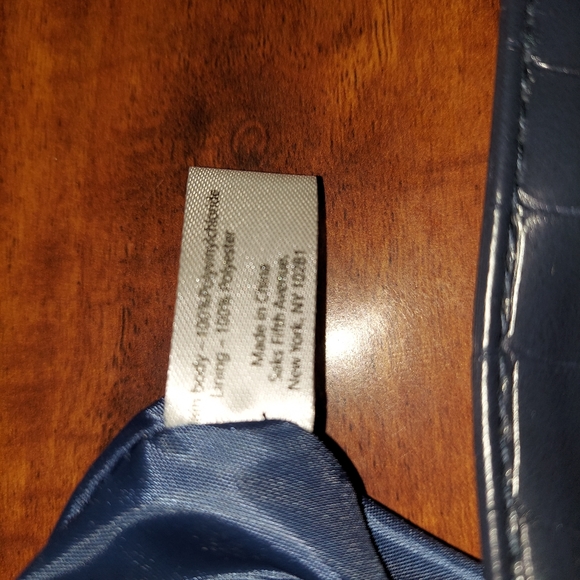 body - 100% Polyvinylchloride
Lining - 100% Polyester
Made in China
Saks Fifth Avenue,
New York, NY 10281